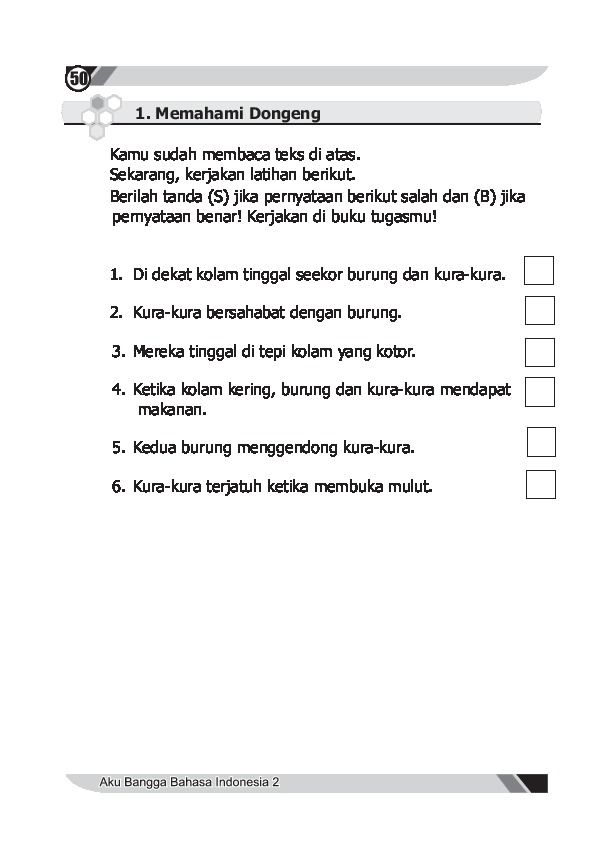 50
1. Memahami Dongeng
Kamu sudah membaca teks di atas.
Sekarang, kerjakan latihan berikut.
Berilah tanda (S) jika pernyataan berikut salah dan (B) jika
pernyataan benar! Kerjakan di buku tugasmu!
1. Di dekat kolam tinggal seekor burung dan kura-kura.
2. Kura-kura bersahabat dengan burung.
3. Mereka tinggal di tepi kolam yang kotor.
4. Ketika kolam kering, burung dan kura-kura mendapat
makanan.
5. Kedua burung menggendong kura-kura.
6. Kura-kura terjatuh ketika membuka mulut.
Aku Bangga Bahasa Indonesia 2